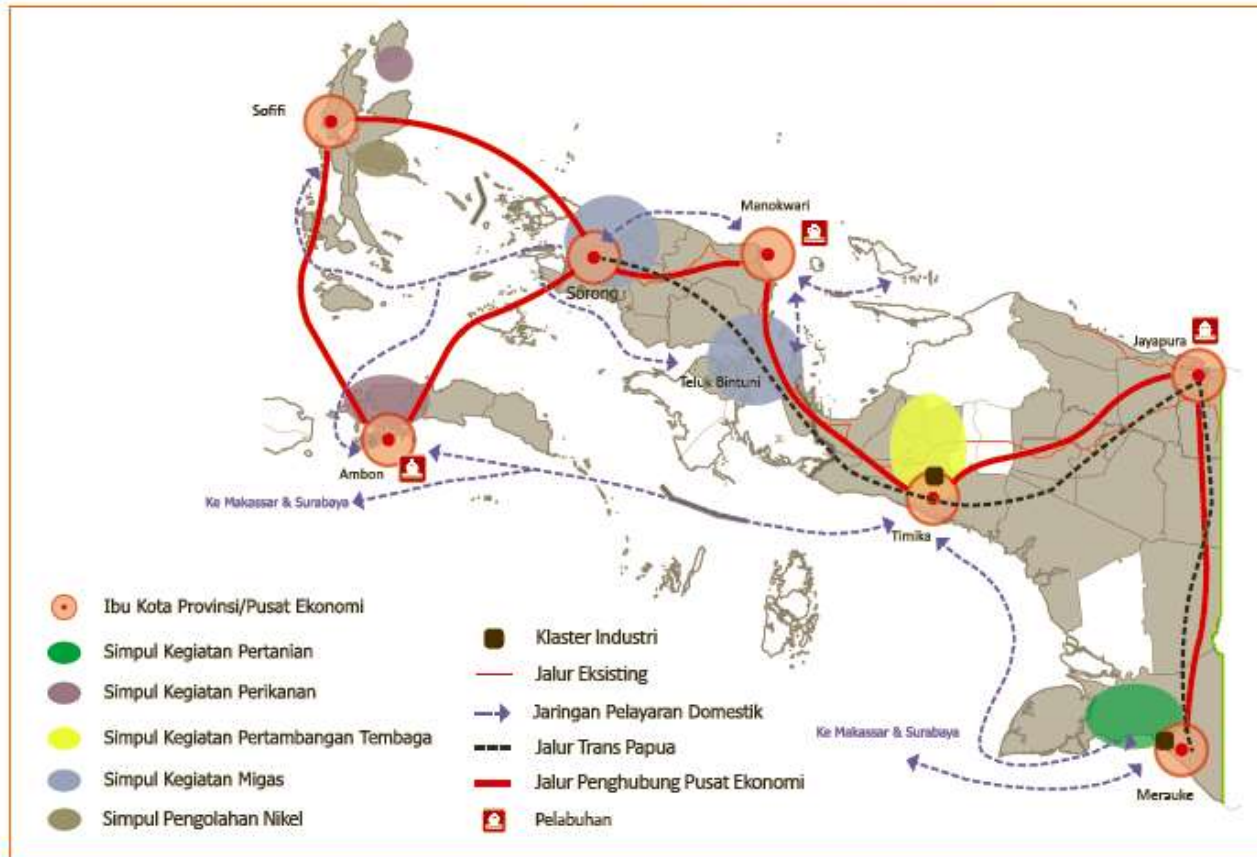 Sofifi
Manokwari
Sorong
Jayapura
Teluk Bintuni
Ambon
Ke Makassar & Surabaya
Timika
Ke Makassar & Surabaya
Merauke
Ibu Kota Provinsi/Pusat Ekonomi
Simpul Kegiatan Pertanian
Simpul Kegiatan Perikanan
Simpul Kegiatan Pertambangan Tembaga
Simpul Kegiatan Migas
Simpul Pengolahan Nikel
Klaster Industri
Jalur Eksisting
Jaringan Pelayaran Domestik
Jalur Trans Papua
Jalur Penghubung Pusat Ekonomi
Pelabuhan